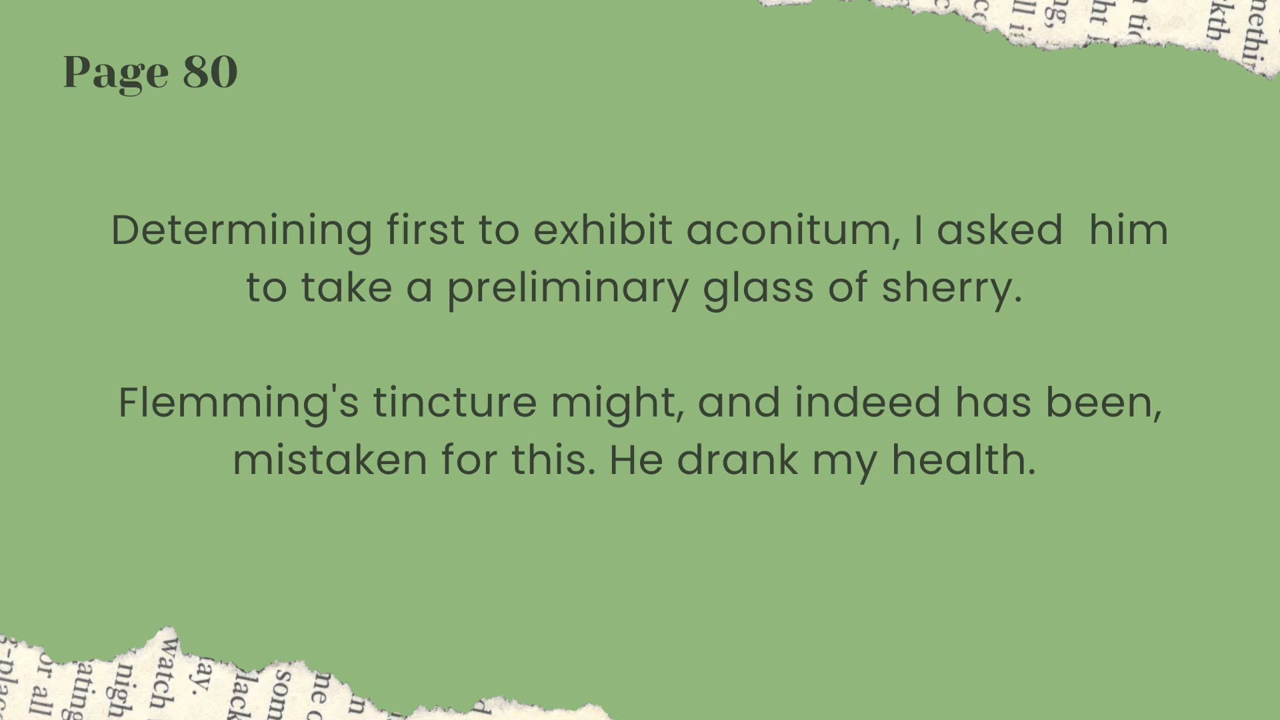 Page 80
Determining first to exhibit aconitum, I asked  him
to take a preliminary glass of sherry.
Flemming's tincture might, and indeed has been,
mistaken for this. He drank my health.